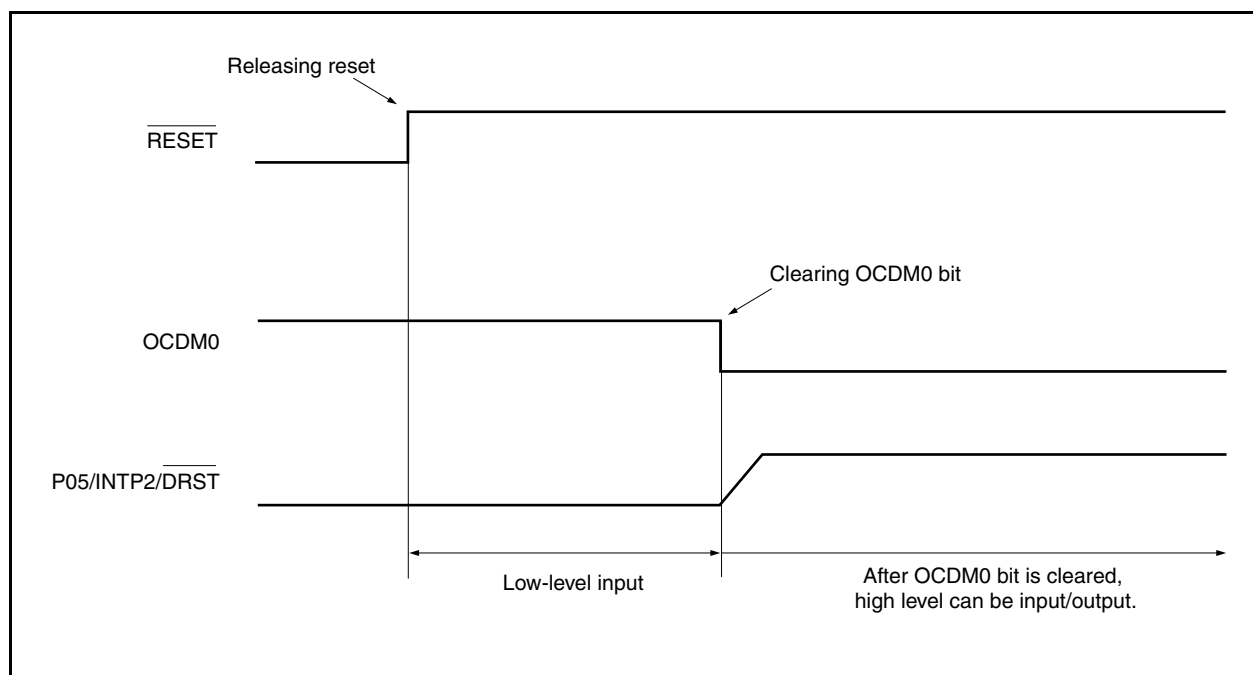 Releasing reset
RESET
Clearing OCDM0 bit
OCDM0
P05/INTP2/DRST
Low-level input
After OCDM0 bit is cleared,
high level can be input/output.